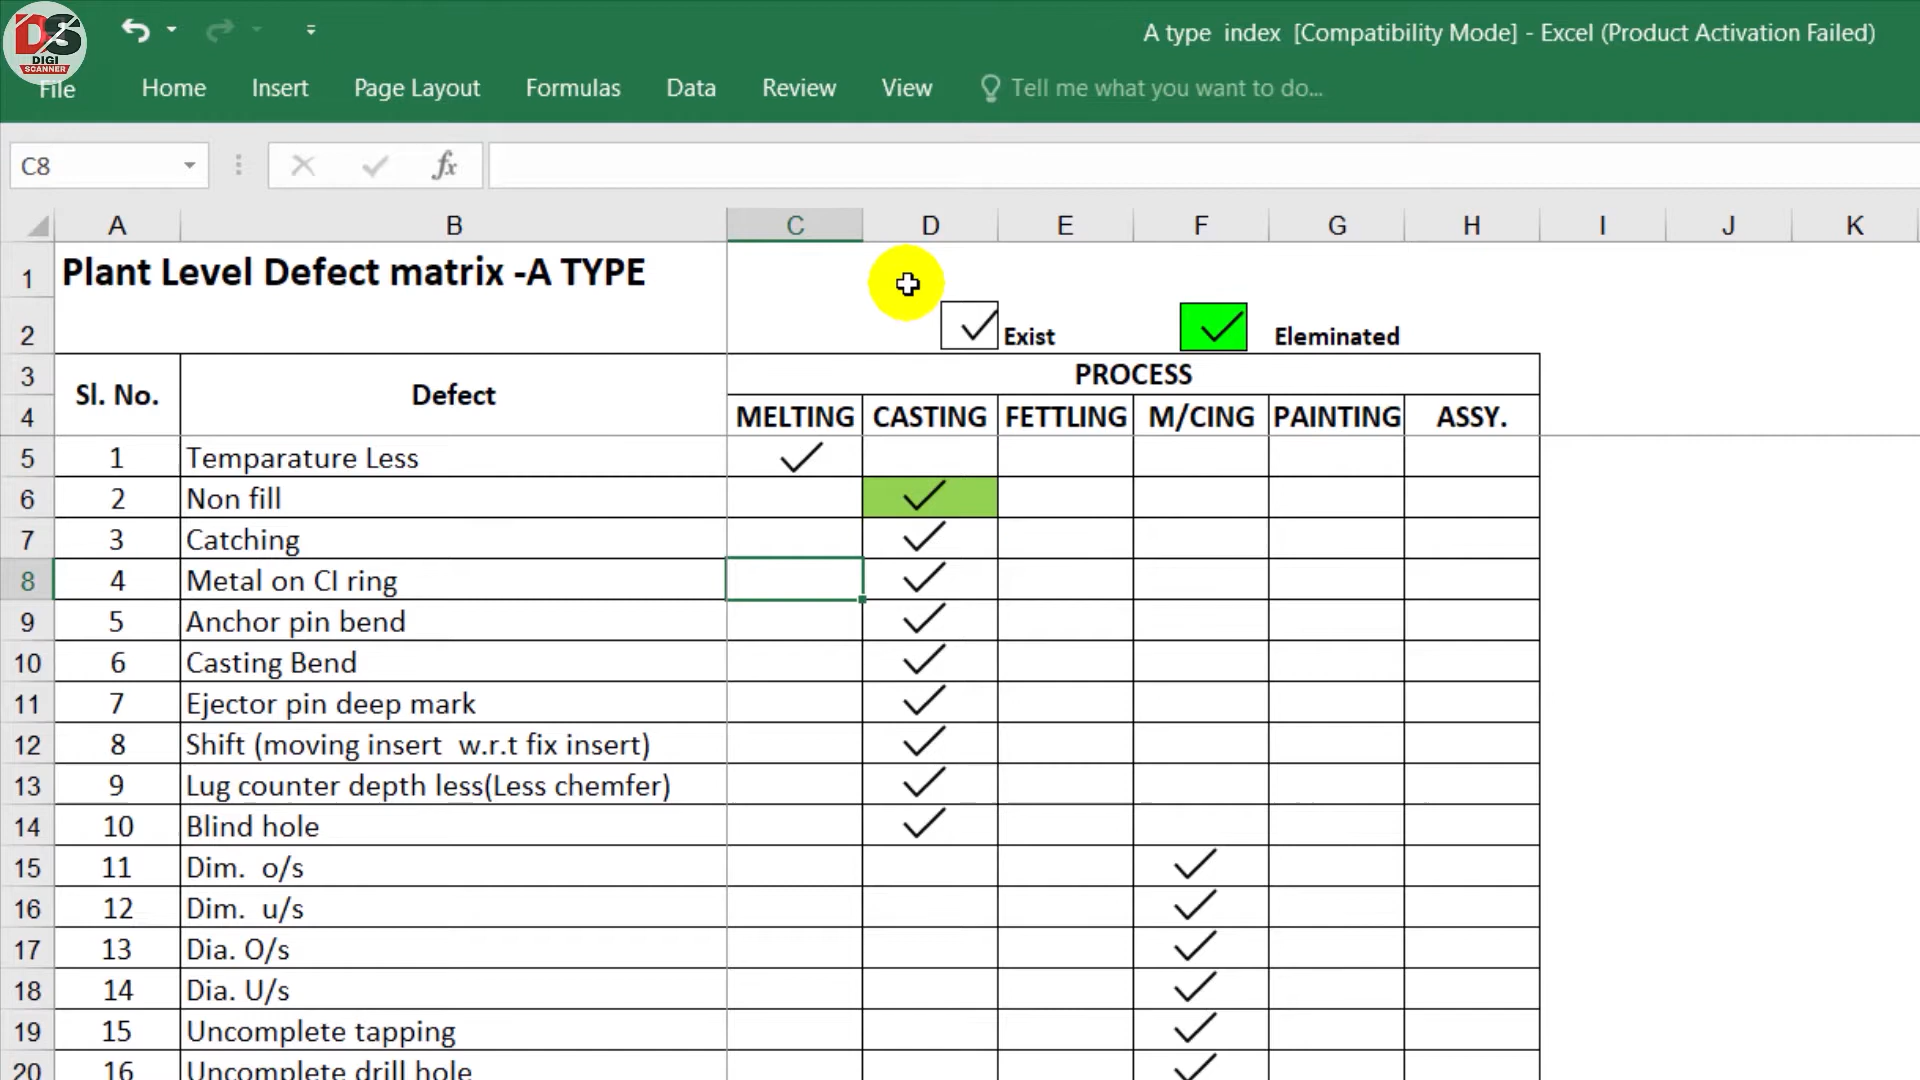 DS
DIGI
SCANNER
A type index [Compatibility Mode] - Excel (Product Activation Failed)
File Home Insert Page Layout Formulas Data Review View Tell me what you want to do...
C8 fx
A B C D E F G H I J K
1 Plant Level Defect matrix -A TYPE
2 ✓ Exist ✓ Eleminated
3 Sl. No. Defect PROCESS
4 MELTING CASTING FETTLING M/CING PAINTING ASSY.
5 1 Temparature Less ✓
6 2 Non fill ✓
7 3 Catching ✓
8 4 Metal on CI ring ✓
9 5 Anchor pin bend ✓
10 6 Casting Bend ✓
11 7 Ejector pin deep mark ✓
12 8 Shift (moving insert w.r.t fix insert) ✓
13 9 Lug counter depth less(Less chemfer) ✓
14 10 Blind hole ✓
15 11 Dim. o/s ✓
16 12 Dim. u/s ✓
17 13 Dia. O/s ✓
18 14 Dia. U/s ✓
19 15 Uncomplete tapping ✓
20 16 Uncomplete drill hole ✓